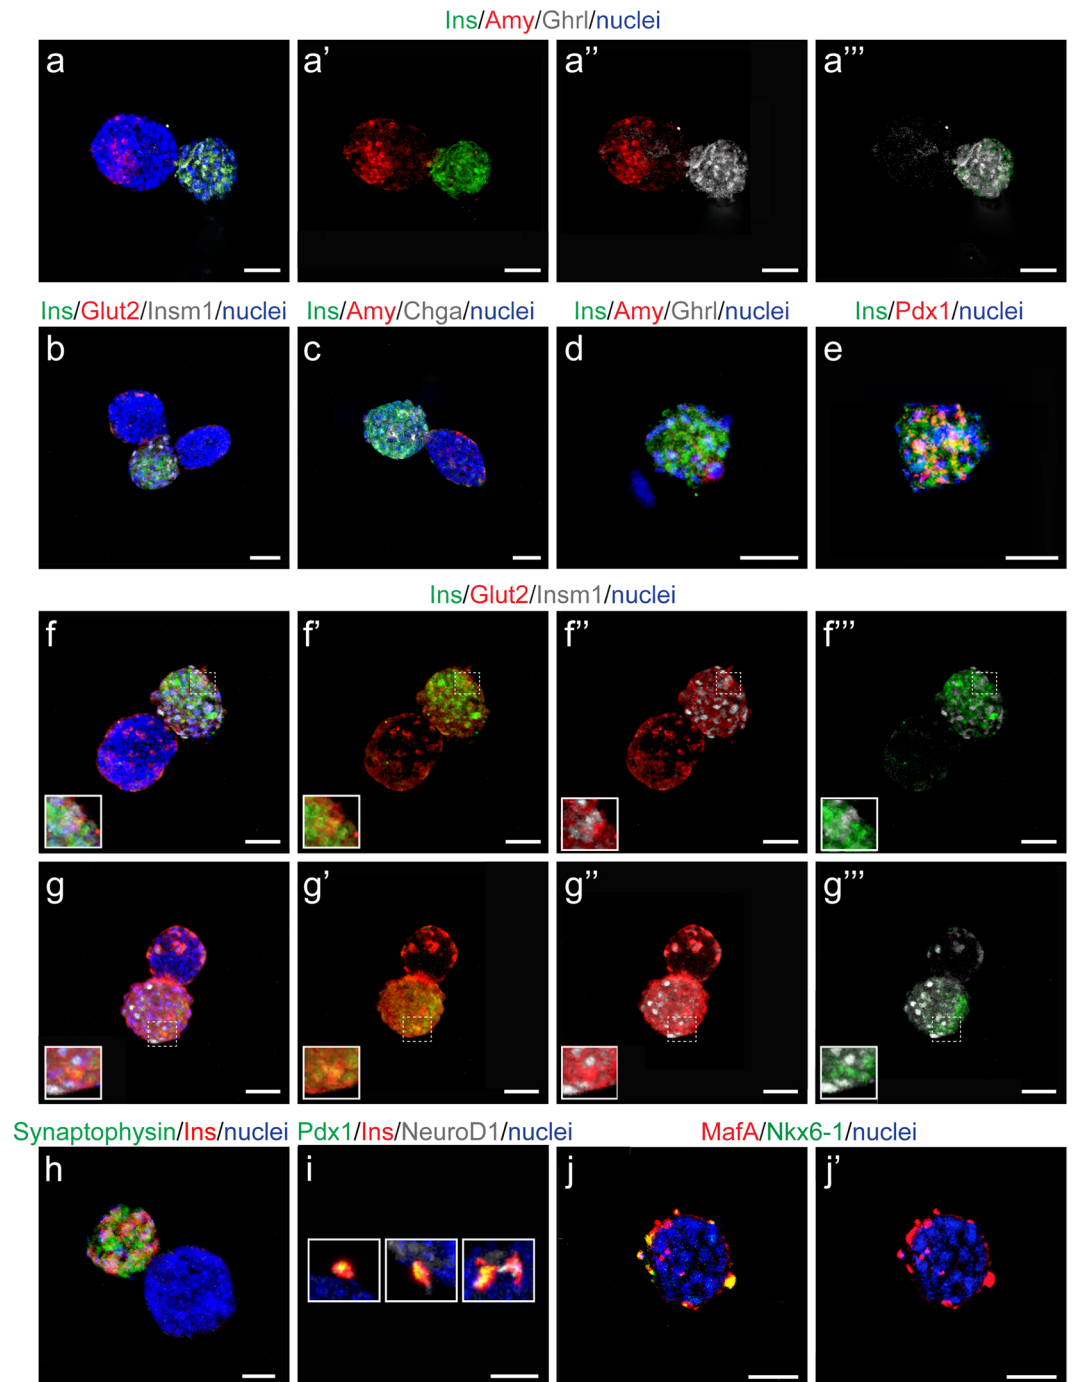 Ins/Amy/Ghrl/nuclei
a a’ a’’ a’’’
Ins/Glut2/Insm1/nuclei Ins/Amy/Chga/nuclei Ins/Amy/Ghrl/nuclei Ins/Pdx1/nuclei
b c d e
Ins/Glut2/Insm1/nuclei
f f’ f’’ f’’’
g g’ g’’ g’’’
Synaptophysin/Ins/nuclei Pdx1/Ins/NeuroD1/nuclei MafA/Nkx6-1/nuclei
h i j j’